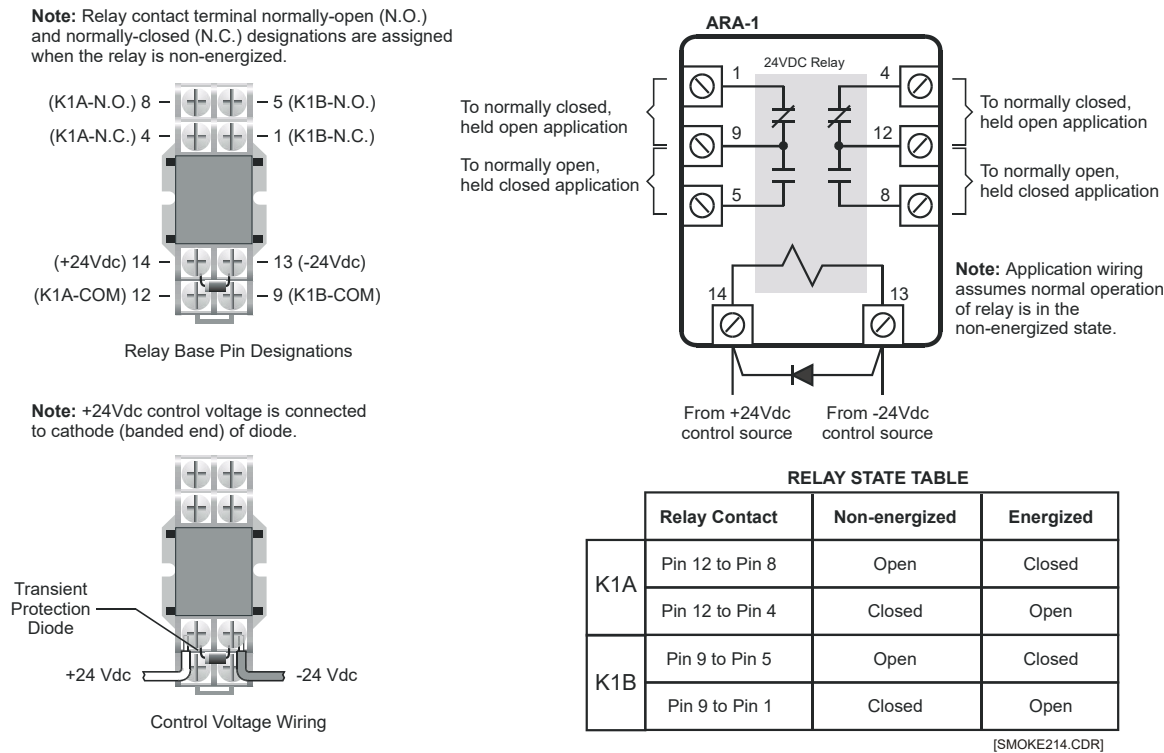 Note: Relay contact terminal normally-open (N.O.)
and normally-closed (N.C.) designations are assigned
when the relay is non-energized.
(K1A-N.O.) 8
5 (K1B-N.O.)
(K1A-N.C.) 4
1 (K1B-N.C.)
(+24Vdc) 14
13 (-24Vdc)
(K1A-COM) 12
9 (K1B-COM)
Relay Base Pin Designations
Note: +24Vdc control voltage is connected
to cathode (banded end) of diode.
Transient
Protection
Diode
+24 Vdc
-24 Vdc
Control Voltage Wiring
ARA-1
24VDC Relay
1
4
9
12
5
8
14
13
To normally closed,
held open application
To normally open,
held closed application
To normally closed,
held open application
To normally open,
held closed application
Note: Application wiring
assumes normal operation
of relay is in the
non-energized state.
From +24Vdc
control source
From -24Vdc
control source
RELAY STATE TABLE
Relay Contact Non-energized Energized
K1A
Pin 12 to Pin 8 Open Closed
Pin 12 to Pin 4 Closed Open
K1B
Pin 9 to Pin 5 Open Closed
Pin 9 to Pin 1 Closed Open
[SMOKE214.CDR]